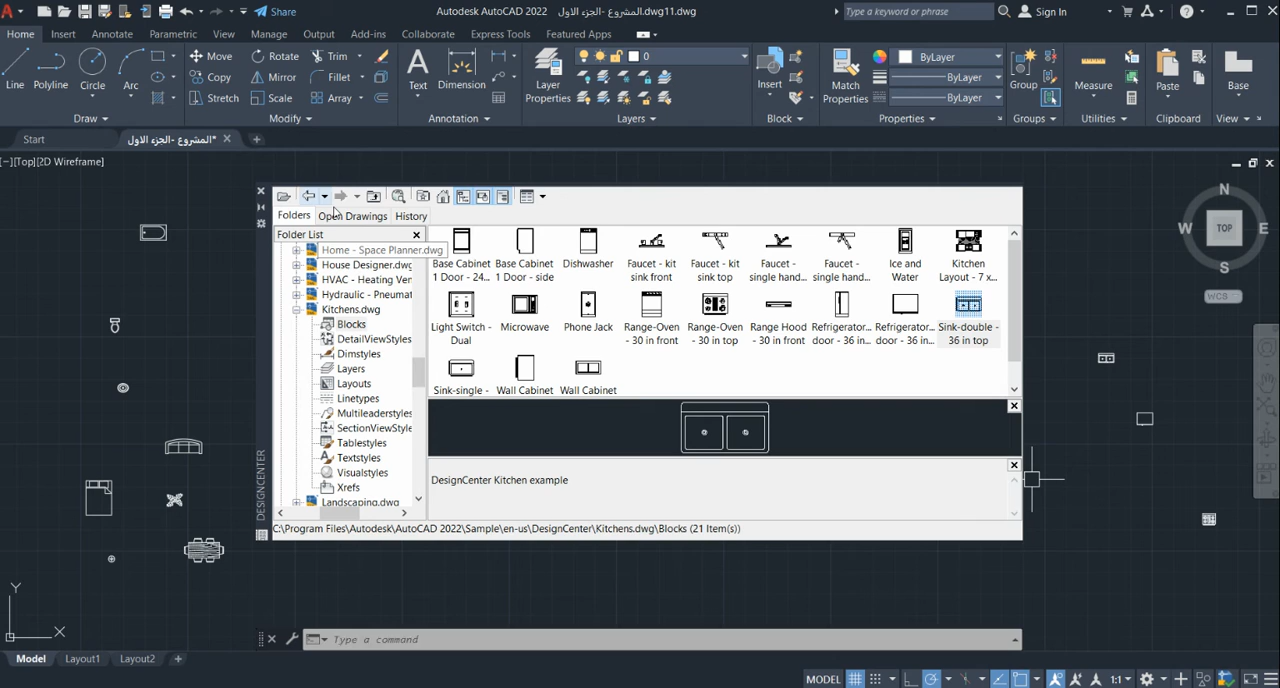 Share
Autodesk AutoCAD 2022 المشروع -الجزء الاول.dwg11.dwg
Type a keyword or phrase
Sign In
Home Insert Annotate Parametric View Manage Output Add-ins Collaborate Express Tools Featured Apps
Line Polyline Circle Arc
Move Rotate Trim
Copy Mirror Fillet
Stretch Scale Array
Text Dimension
Layer Properties
0
Insert
Match Properties
ByLayer
ByLayer
ByLayer
Group
Measure
Paste
Base
Draw Modify Annotation Layers Block Properties Groups Utilities Clipboard View
Start المشروع -الجزء الاول*
[−][Top][2D Wireframe]
N
W TOP E
S
WCS
Folders Open Drawings History
Folder List
Home - Space Planner.dwg
House Designer.dwg
HVAC - Heating Ven
Hydraulic - Pneumat
Kitchens.dwg
Blocks
DetailViewStyles
Dimstyles
Layers
Layouts
Linetypes
Multileaderstyles
SectionViewStyle
Tablestyles
Textstyles
Visualstyles
Xrefs
Landscaping.dwg
Base Cabinet 1 Door - 24...
Base Cabinet 1 Door - side
Dishwasher
Faucet - kit sink front
Faucet - kit sink top
Faucet - single hand...
Faucet - single hand...
Ice and Water
Kitchen Layout - 7 x...
Light Switch - Dual
Microwave
Phone Jack
Range-Oven - 30 in front
Range-Oven - 30 in top
Range Hood - 30 in front
Refrigerator... door - 36 in...
Refrigerator... door - 36 in...
Sink-double - 36 in top
Sink-single -
Wall Cabinet
Wall Cabinet
DesignCenter Kitchen example
DESIGNCENTER
C:\Program Files\Autodesk\AutoCAD 2022\Sample\en-us\DesignCenter\Kitchens.dwg\Blocks (21 Item(s))
Y
X
Type a command
Model Layout1 Layout2
MODEL 1:1